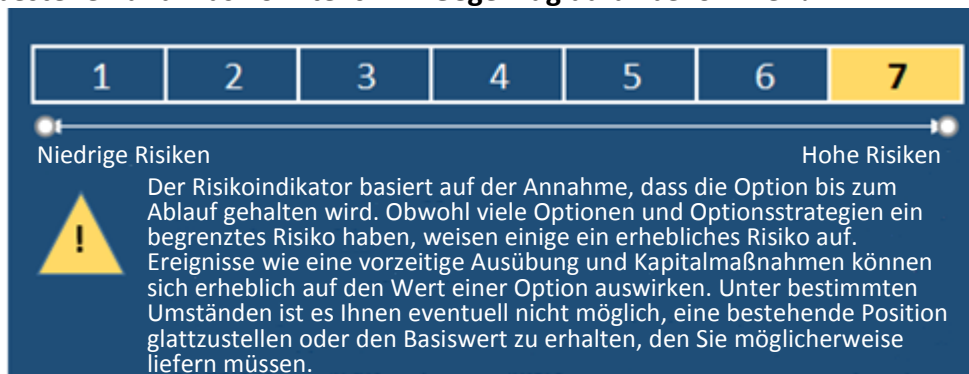 1 2 3 4 5 6 7
Niedrige Risiken Hohe Risiken
Der Risikoindikator basiert auf der Annahme, dass die Option bis zum
Ablauf gehalten wird. Obwohl viele Optionen und Optionsstrategien ein
begrenztes Risiko haben, weisen einige ein erhebliches Risiko auf.
! Ereignisse wie eine vorzeitige Ausübung und Kapitalmaßnahmen können
sich erheblich auf den Wert einer Option auswirken. Unter bestimmten
Umständen ist es Ihnen eventuell nicht möglich, eine bestehende Position
glattzustellen oder den Basiswert zu erhalten, den Sie möglicherweise
liefern müssen.